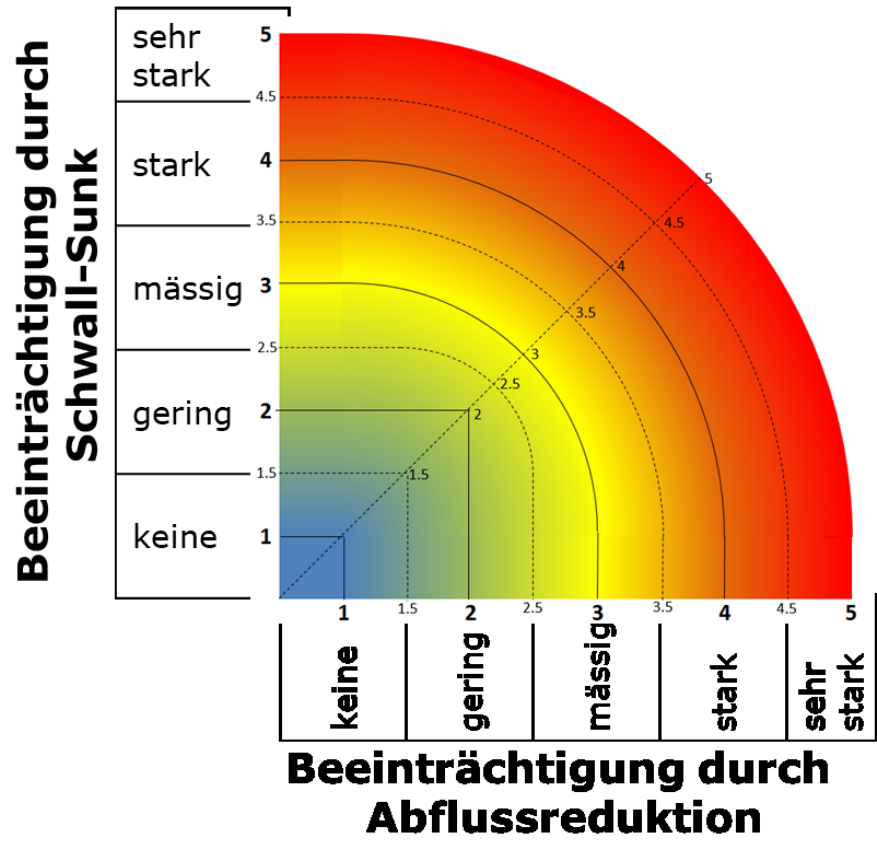 Beeinträchtigung durch
Schwall-Sunk
sehr
stark
stark
mässig
gering
keine
5
4.5
4
3.5
3
2.5
2
1.5
1
5
4.5
4
3.5
3
2.5
2
1.5
1
1.5
2
2.5
3
3.5
4
4.5
5
keine
gering
mässig
stark
sehr
stark
Beeinträchtigung durch
Abflussreduktion